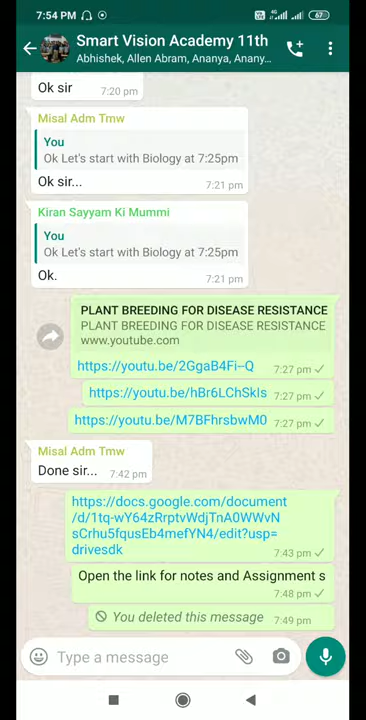 7:54 PM
67
Smart Vision Academy 11th
Abhishek, Allen Abram, Ananya, Anany...
Ok sir
7:20 pm
Misal Adm Tmw
You
Ok Let's start with Biology at 7:25pm
Ok sir...
7:21 pm
Kiran Sayyam Ki Mummi
You
Ok Let's start with Biology at 7:25pm
Ok.
7:21 pm
PLANT BREEDING FOR DISEASE RESISTANCE
PLANT BREEDING FOR DISEASE RESISTANCE
www.youtube.com
https://youtu.be/2GgaB4Fi--Q
7:27 pm
https://youtu.be/hBr6LChSkIs
7:27 pm
https://youtu.be/M7BFhrsbwM0
7:27 pm
Misal Adm Tmw
Done sir...
7:42 pm
https://docs.google.com/document
/d/1tq-wY64zRrptvWdjTnA0WWvN
sCrhu5fqusEb4mefYN4/edit?usp=
drivesdk
7:43 pm
Open the link for notes and Assignment s
7:48 pm
You deleted this message
7:49 pm
Type a message